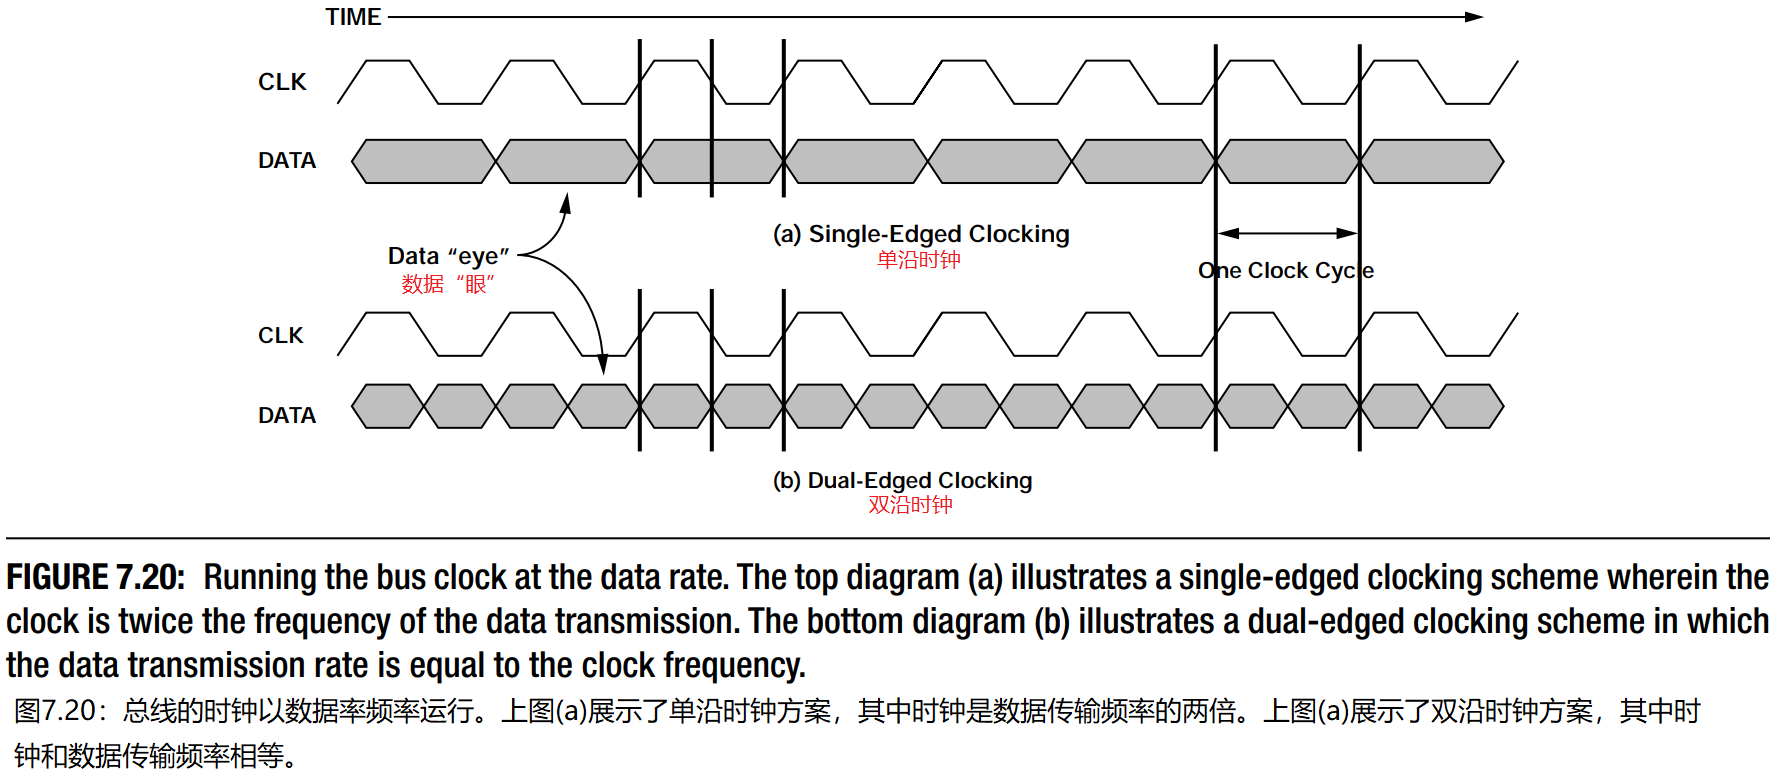 TIME
CLK
DATA
(a) Single-Edged Clocking
单沿时钟
Data “eye”
数据“眼”
One Clock Cycle
CLK
DATA
(b) Dual-Edged Clocking
双沿时钟
FIGURE 7.20: Running the bus clock at the data rate. The top diagram (a) illustrates a single-edged clocking scheme wherein the
clock is twice the frequency of the data transmission. The bottom diagram (b) illustrates a dual-edged clocking scheme in which
the data transmission rate is equal to the clock frequency.
图7.20：总线的时钟以数据率频率运行。上图(a)展示了单沿时钟方案，其中时钟是数据传输频率的两倍。上图(a)展示了双沿时钟方案，其中时
钟和数据传输频率相等。